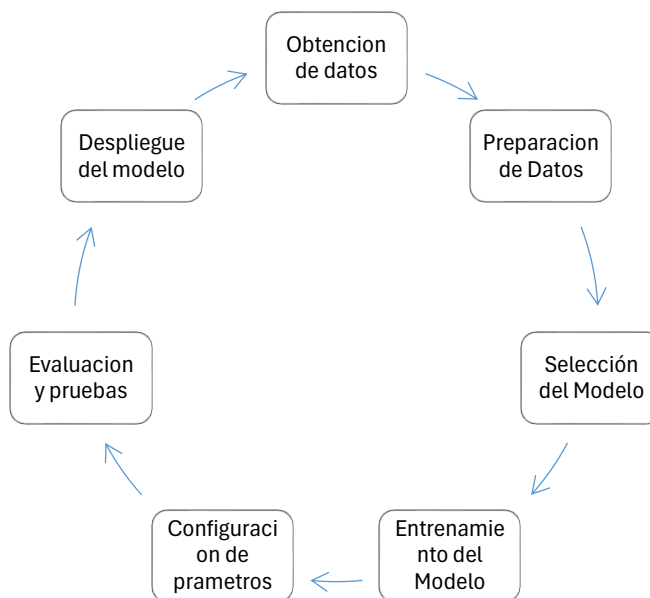 Obtencion
de datos
Preparacion
de Datos
Selección
del Modelo
Entrenamie
nto del
Modelo
Configuraci
on de
prametros
Evaluacion
y pruebas
Despliegue
del modelo